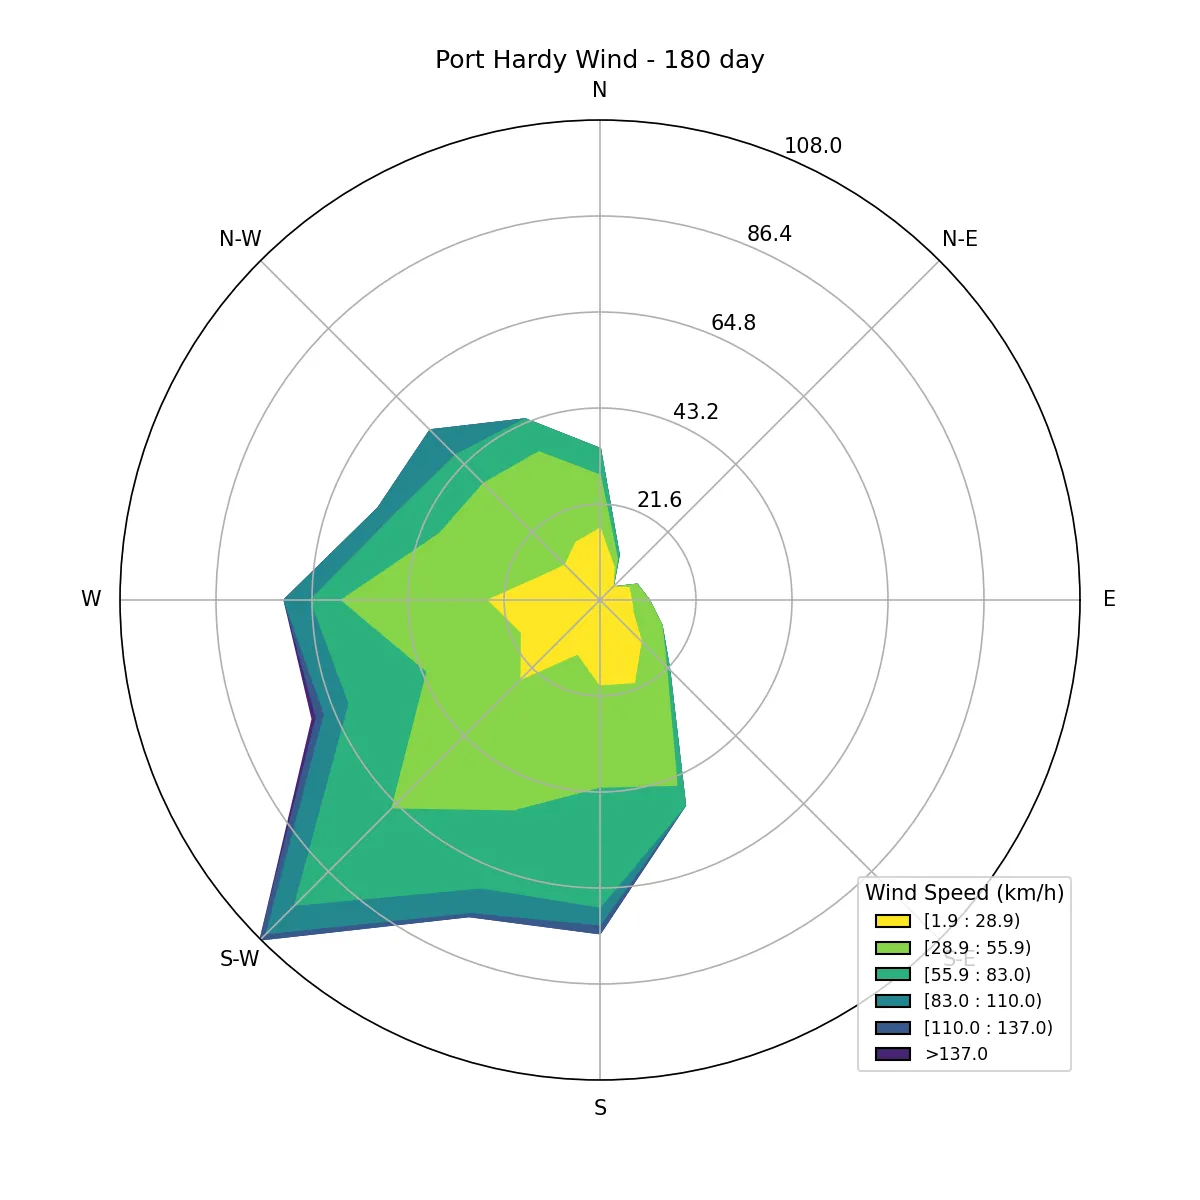 Port Hardy Wind - 180 day
N
108.0
N-W
N-E
86.4
64.8
43.2
21.6
W
E
S-W
S-E
S
Wind Speed (km/h)
[1.9 : 28.9)
[28.9 : 55.9)
[55.9 : 83.0)
[83.0 : 110.0)
[110.0 : 137.0)
>137.0